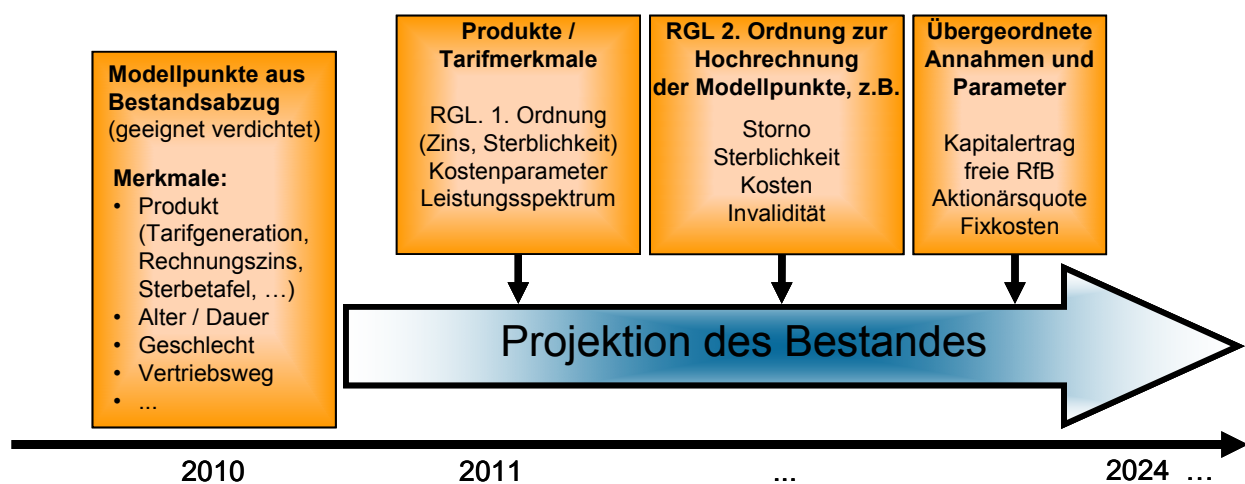 Modellpunkte aus
Bestandsabzug
(geeignet verdichtet)
Merkmale:
• Produkt
(Tarifgeneration,
Rechnungszins,
Sterbetafel, …)
• Alter / Dauer
• Geschlecht
• Vertriebsweg
• ...
Produkte /
Tarifmerkmale
RGL. 1. Ordnung
(Zins, Sterblichkeit)
Kostenparameter
Leistungsspektrum
RGL 2. Ordnung zur
Hochrechnung
der Modellpunkte, z.B.
Storno
Sterblichkeit
Kosten
Invalidität
Übergeordnete
Annahmen und
Parameter
Kapitalertrag
freie RfB
Aktionärsquote
Fixkosten
Projektion des Bestandes
2010 2011 ... 2024 ...